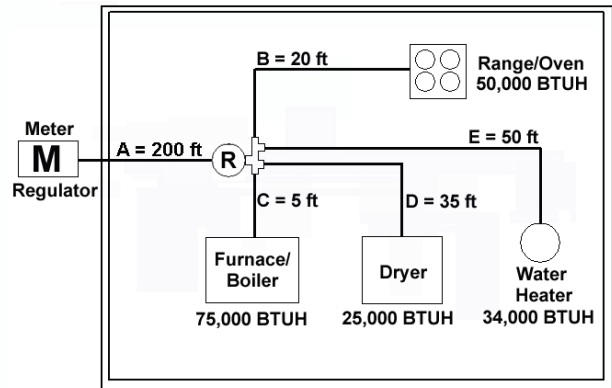 B = 20 ft
Range/Oven
50,000 BTUH
Meter
M
Regulator
A = 200 ft
R
E = 50 ft
C = 5 ft
D = 35 ft
Furnace/
Boiler
75,000 BTUH
Dryer
25,000 BTUH
Water
Heater
34,000 BTUH